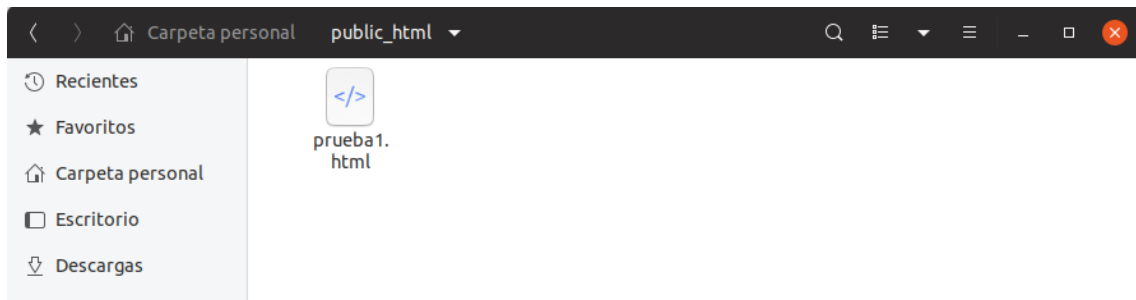 Carpeta personal public_html
Recientes
Favoritos
Carpeta personal
Escritorio
Descargas
prueba1.
html